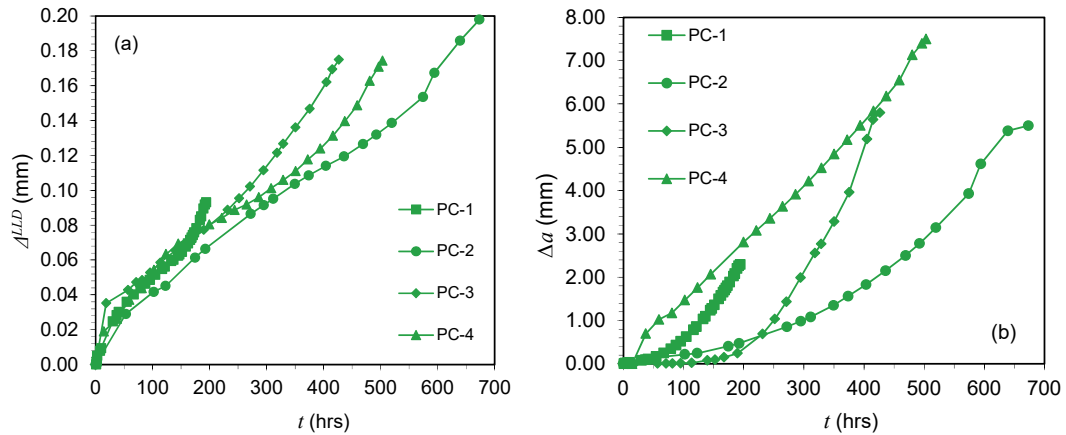 (a)
0.20
0.18
0.16
0.14
0.12
0.10
0.08
0.06
0.04
0.02
0.00
Δ^LLD (mm)
0 100 200 300 400 500 600 700
t (hrs)
PC-1
PC-2
PC-3
PC-4
8.00
7.00
6.00
5.00
4.00
3.00
2.00
1.00
0.00
Δa (mm)
PC-1
PC-2
PC-3
PC-4
(b)
0 100 200 300 400 500 600 700
t (hrs)